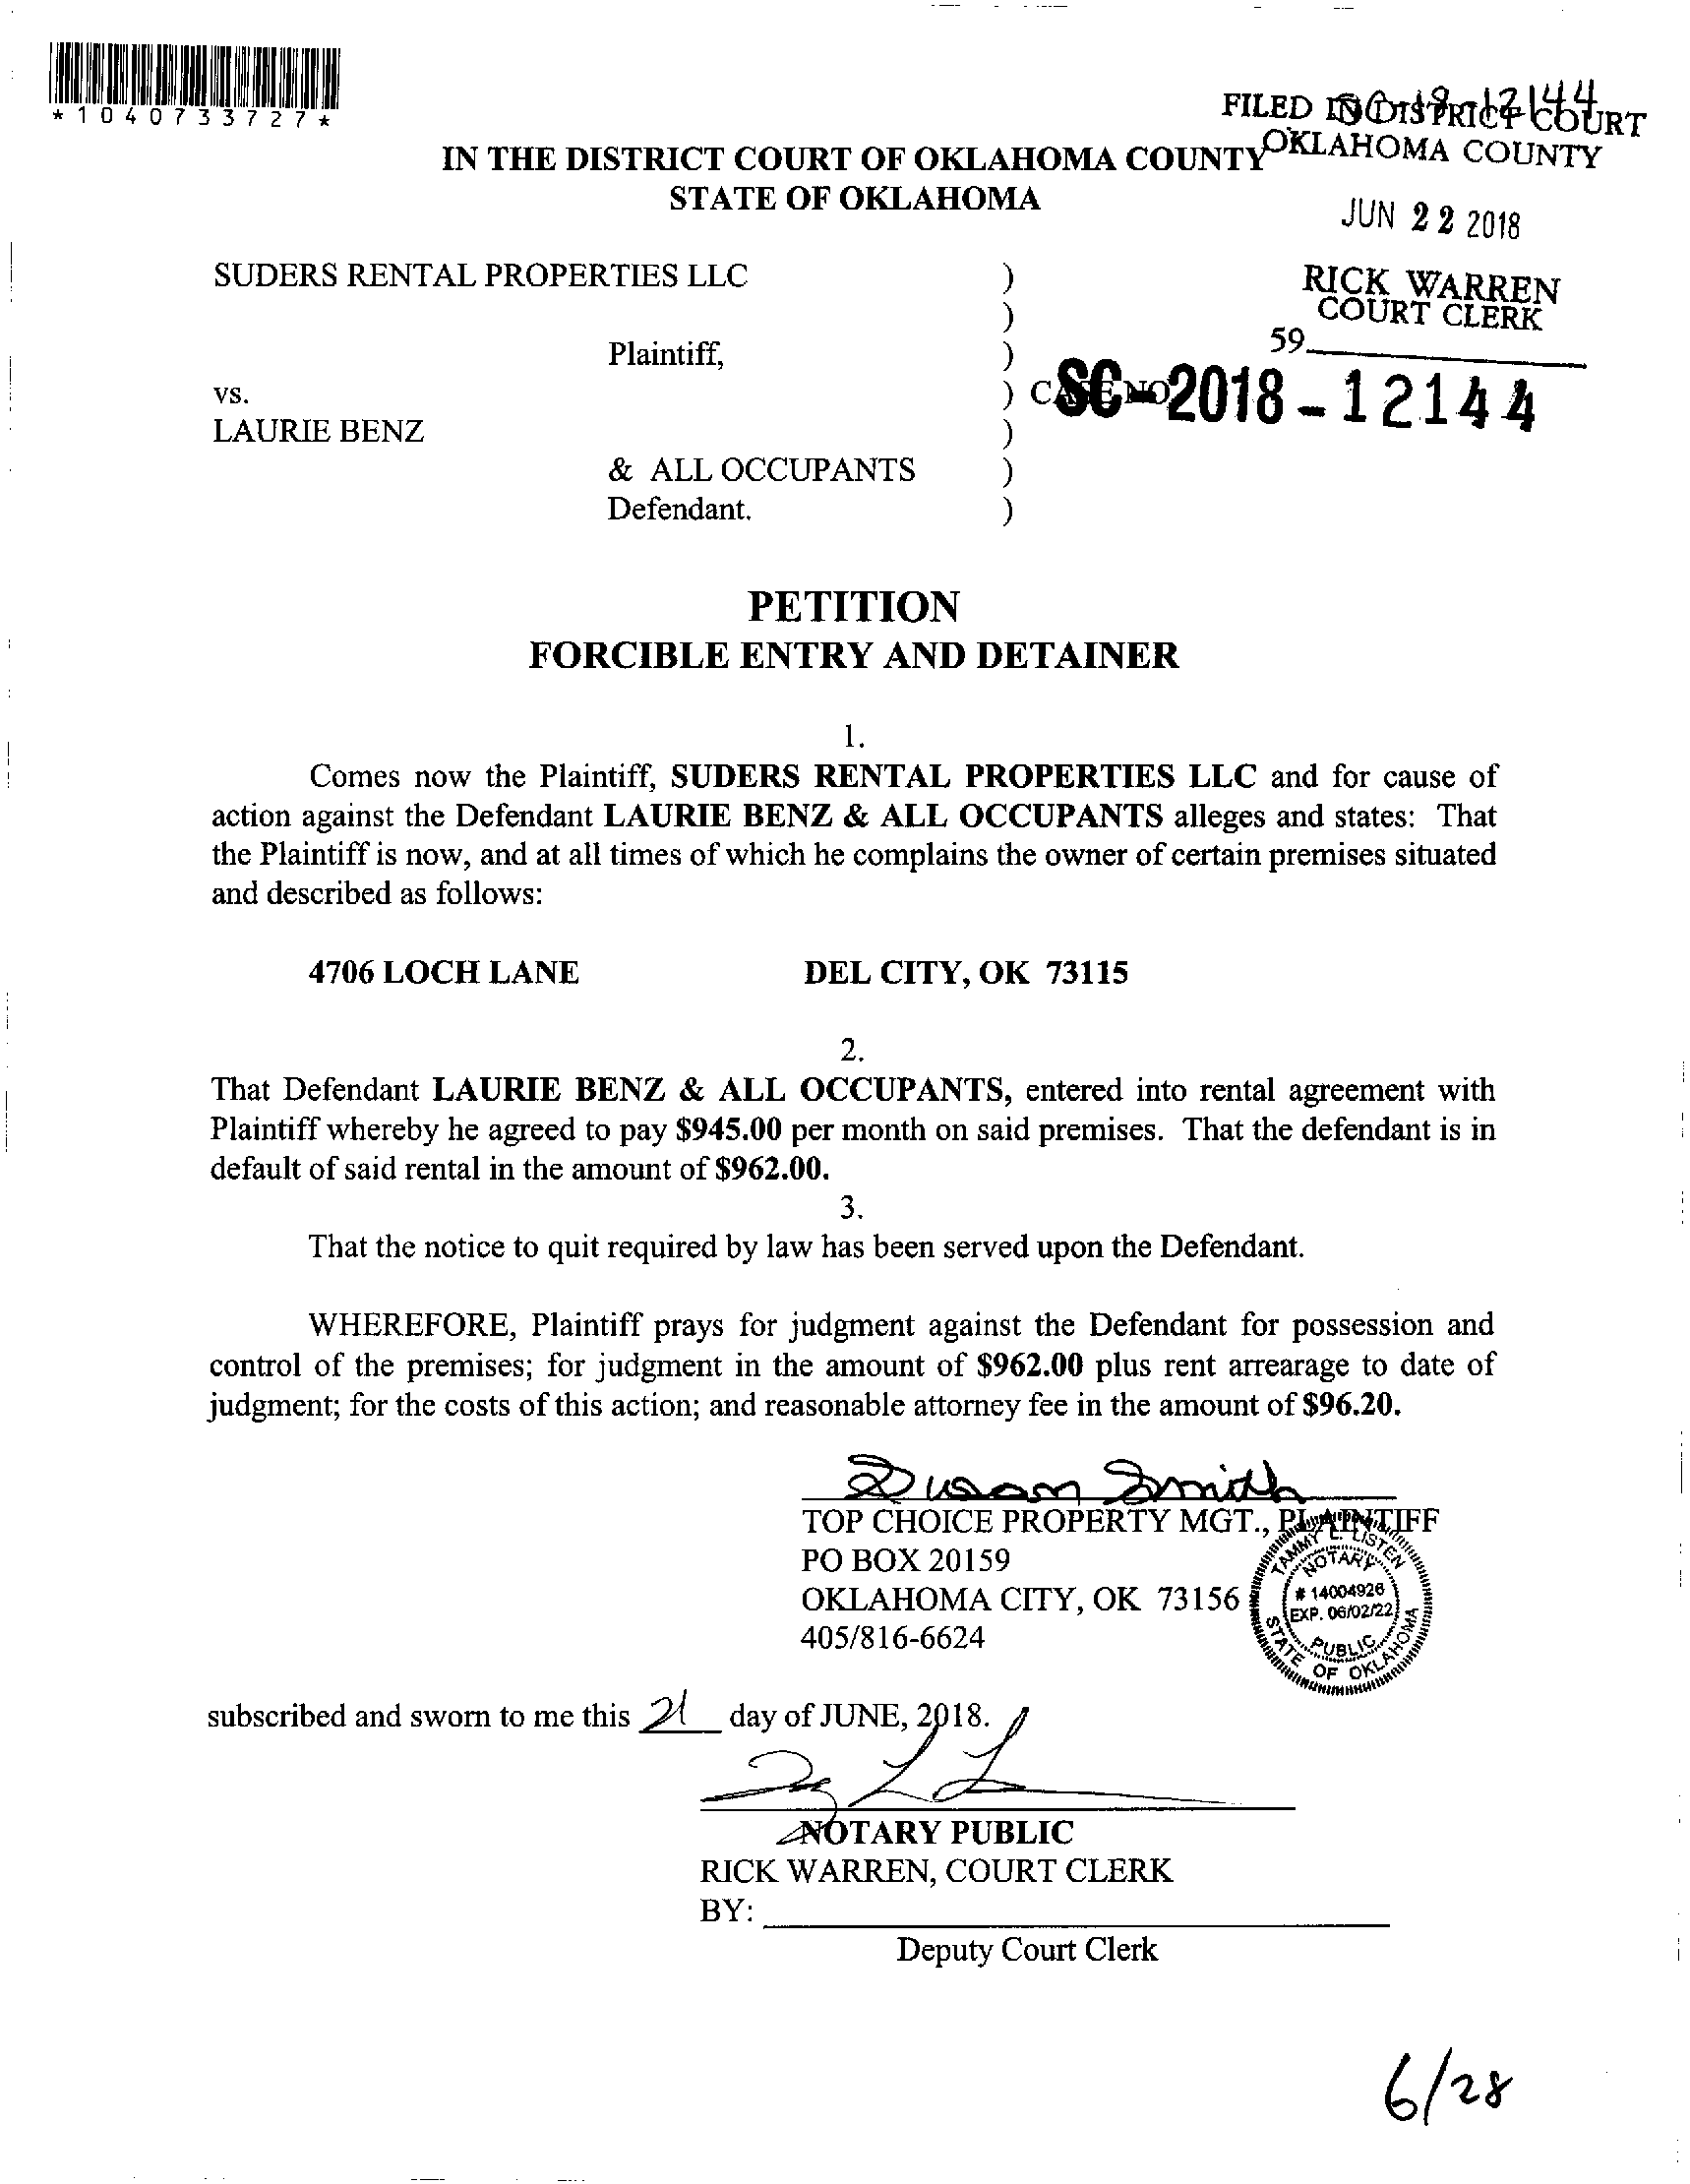 *1040733727*
FILED IN DISTRICT COURT
OKLAHOMA COUNTY
IN THE DISTRICT COURT OF OKLAHOMA COUNTY
STATE OF OKLAHOMA
JUN 22 2018
SUDERS RENTAL PROPERTIES LLC )
RICK WARREN
COURT CLERK
)
59
Plaintiff, )
vs. ) CASE NO
SC-2018-12144
LAURIE BENZ )
& ALL OCCUPANTS )
Defendant. )
PETITION
FORCIBLE ENTRY AND DETAINER
1.
Comes now the Plaintiff, SUDERS RENTAL PROPERTIES LLC and for cause of
action against the Defendant LAURIE BENZ & ALL OCCUPANTS alleges and states: That
the Plaintiff is now, and at all times of which he complains the owner of certain premises situated
and described as follows:
4706 LOCH LANE DEL CITY, OK 73115
2.
That Defendant LAURIE BENZ & ALL OCCUPANTS, entered into rental agreement with
Plaintiff whereby he agreed to pay $945.00 per month on said premises. That the defendant is in
default of said rental in the amount of $962.00.
3.
That the notice to quit required by law has been served upon the Defendant.
WHEREFORE, Plaintiff prays for judgment against the Defendant for possession and
control of the premises; for judgment in the amount of $962.00 plus rent arrearage to date of
judgment; for the costs of this action; and reasonable attorney fee in the amount of $96.20.
Susan Smith
TOP CHOICE PROPERTY MGT., PLAINTIFF
PO BOX 20159
OKLAHOMA CITY, OK 73156
405/816-6624
TAMMY L. LISTEN
NOTARY
# 14004926
EXP. 06/02/22
PUBLIC
STATE OF OKLAHOMA
subscribed and sworn to me this 21 day of JUNE, 2018.
NOTARY PUBLIC
RICK WARREN, COURT CLERK
BY:
Deputy Court Clerk
6/28